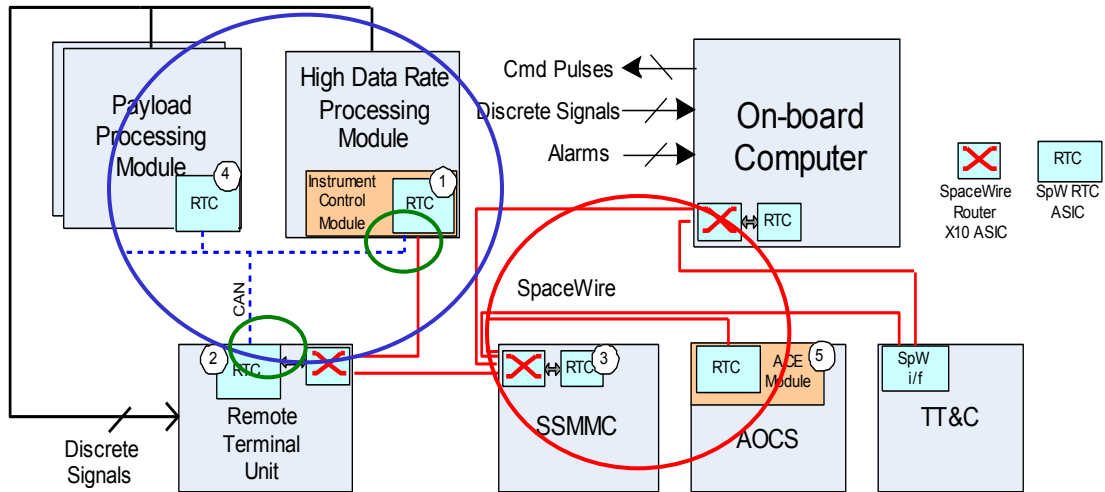 Payload
Processing
Module
4
RTC
High Data Rate
Processing
Module
Instrument
Control
Module
1
RTC
Cmd Pulses
Discrete Signals
Alarms
On-board
Computer
RTC
SpaceWire
Router
X10 ASIC
RTC
SpW RTC
ASIC
CAN
SpaceWire
2
RTC
Remote
Terminal
Unit
Discrete
Signals
3
RTC
SSMMC
RTC
ACE
Module
5
AOCS
SpW
i/f
TT&C